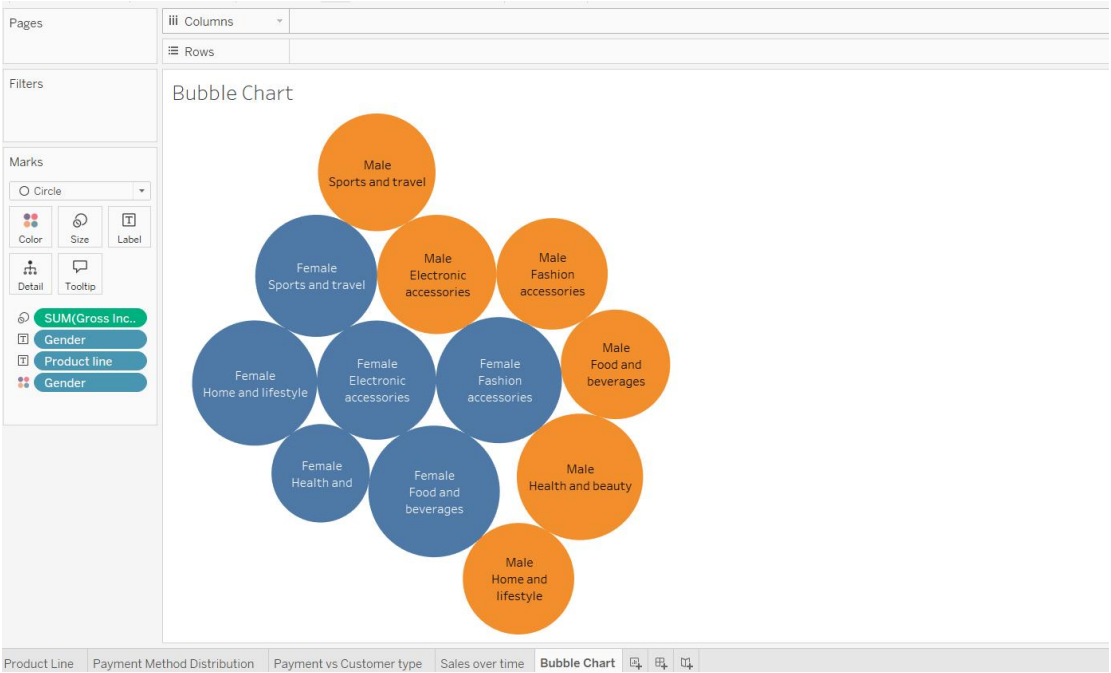 Pages
iii Columns
Rows
Filters
Bubble Chart
Marks
Circle
Color
Size
Label
Detail
Tooltip
SUM(Gross Inc..
Gender
Product line
Gender
Male
Sports and travel
Female
Sports and travel
Male
Electronic
accessories
Male
Fashion
accessories
Female
Home and lifestyle
Female
Electronic
accessories
Female
Fashion
accessories
Male
Food and
beverages
Female
Health and
Female
Food and
beverages
Male
Health and beauty
Male
Home and
lifestyle
Product Line
Payment Method Distribution
Payment vs Customer type
Sales over time
Bubble Chart